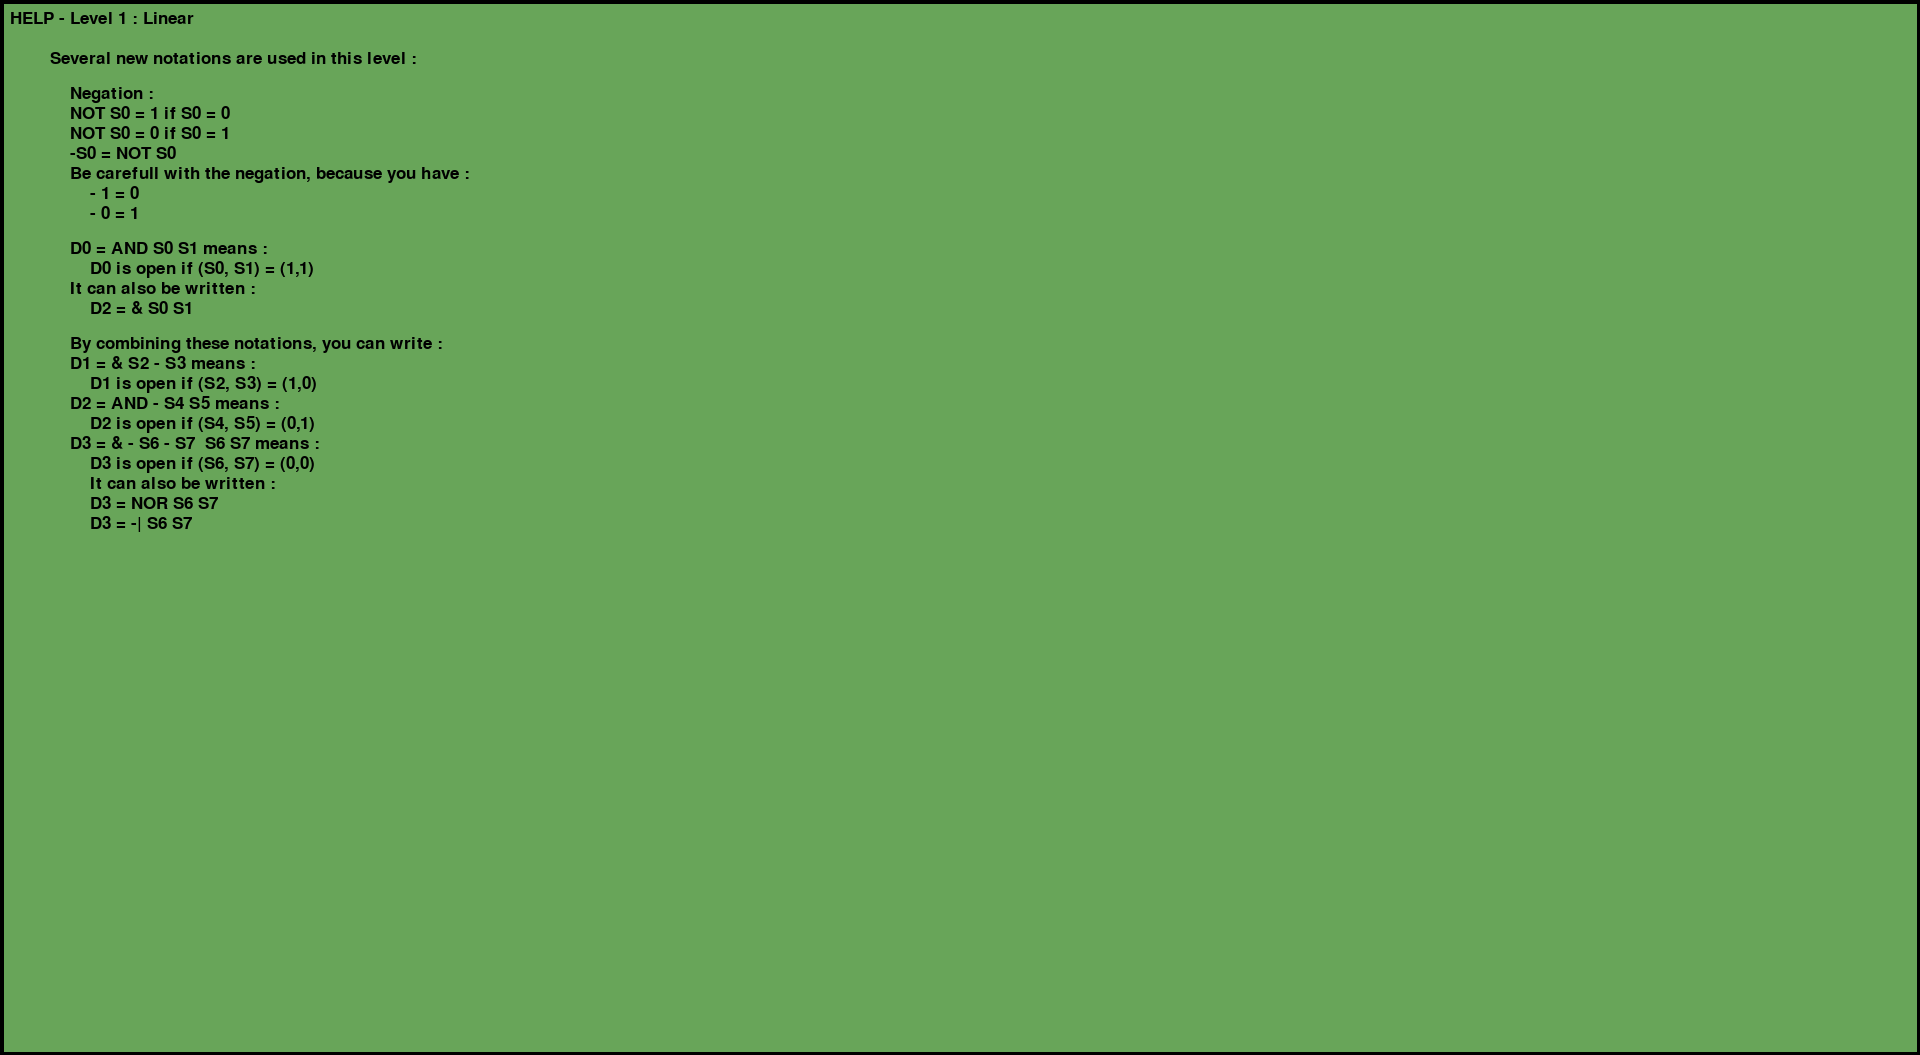 HELP - Level 1 : Linear
Several new notations are used in this level :
Negation :
NOT S0 = 1 if S0 = 0
NOT S0 = 0 if S0 = 1
-S0 = NOT S0
Be carefull with the negation, because you have :
- 1 = 0
- 0 = 1
D0 = AND S0 S1 means :
D0 is open if (S0, S1) = (1,1)
It can also be written :
D2 = & S0 S1
By combining these notations, you can write :
D1 = & S2 - S3 means :
D1 is open if (S2, S3) = (1,0)
D2 = AND - S4 S5 means :
D2 is open if (S4, S5) = (0,1)
D3 = & - S6 - S7  S6 S7 means :
D3 is open if (S6, S7) = (0,0)
It can also be written :
D3 = NOR S6 S7
D3 = -| S6 S7